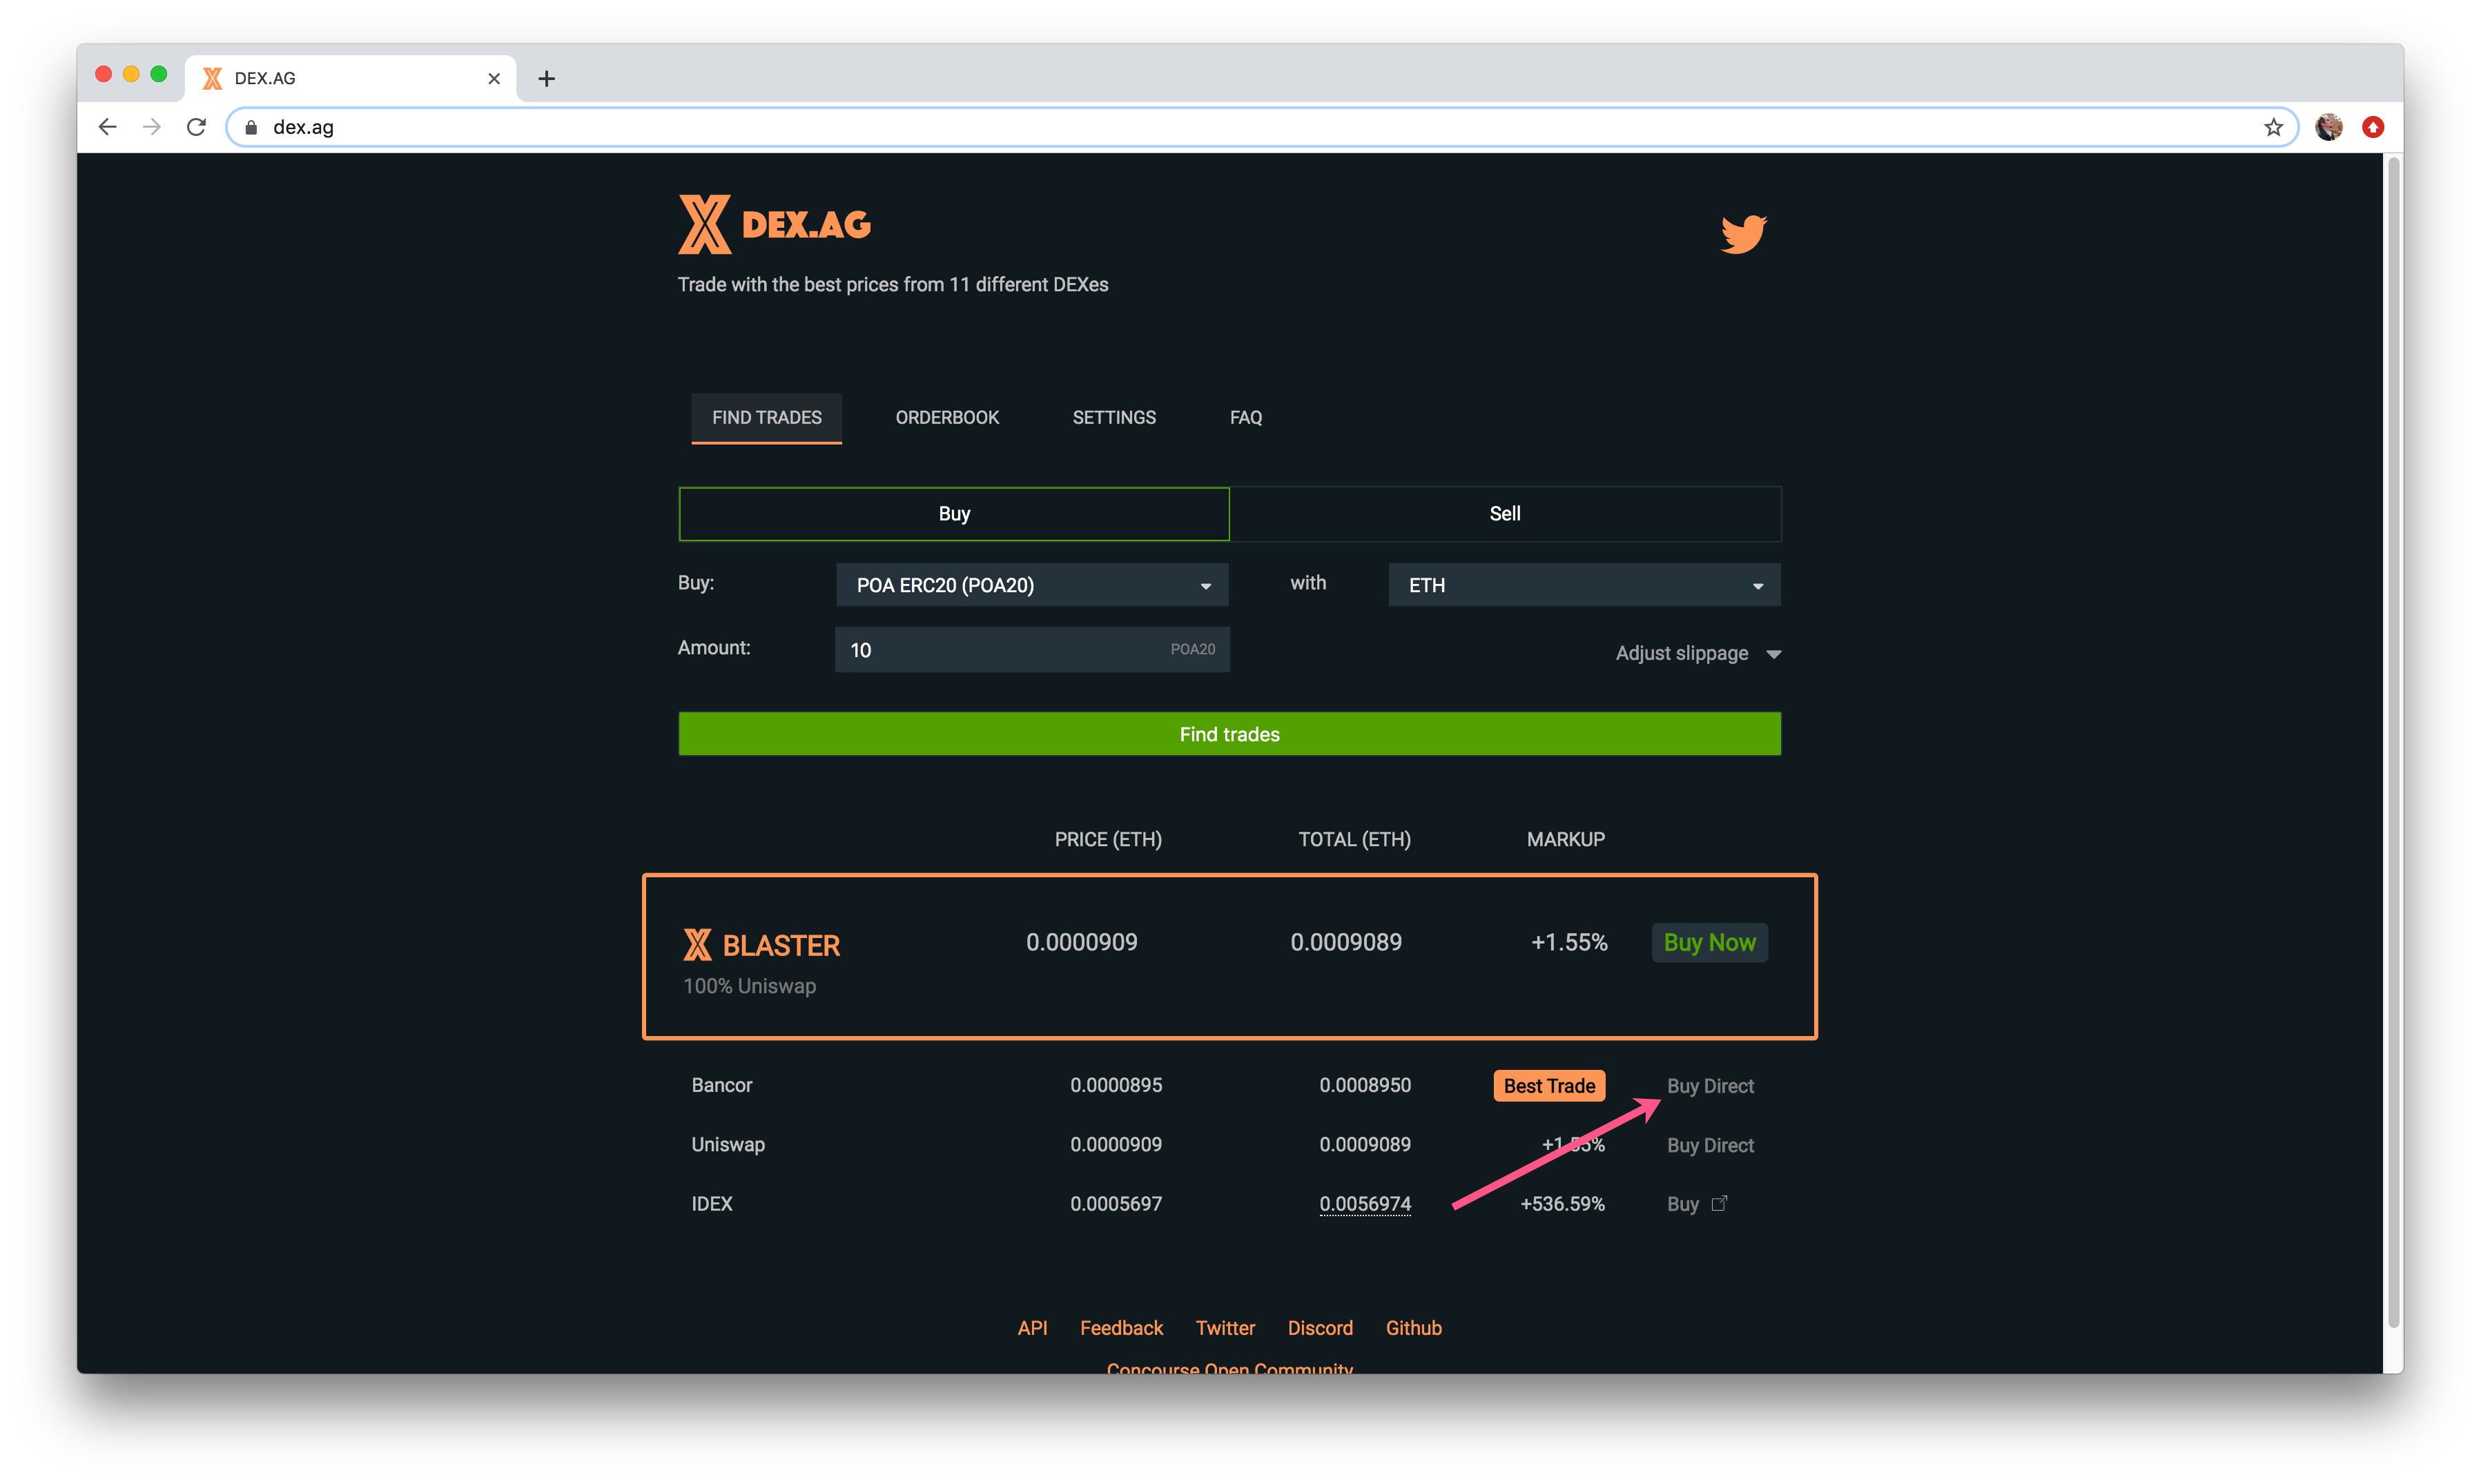 DEX.AG
dex.ag
DEX.AG
Trade with the best prices from 11 different DEXes
FIND TRADES ORDERBOOK SETTINGS FAQ
Buy Sell
Buy: POA ERC20 (POA20) with ETH
Amount: 10 POA20 Adjust slippage
Find trades
PRICE (ETH) TOTAL (ETH) MARKUP
BLASTER 0.0000909 0.0009089 +1.55% Buy Now
100% Uniswap
Bancor 0.0000895 0.0008950 Best Trade Buy Direct
Uniswap 0.0000909 0.0009089 +1.55% Buy Direct
IDEX 0.0005697 0.0056974 +536.59% Buy
API Feedback Twitter Discord Github
Concourse Open Community